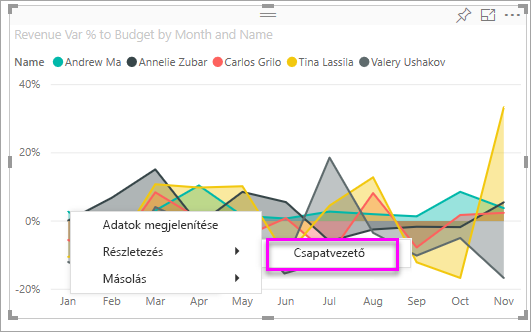 Revenue Var % to Budget by Month and Name
Name Andrew Ma Annelie Zubar Carlos Grilo Tina Lassila Valery Ushakov
40%
20%
0%
-20%
Adatok megjelenítése
Részletezés
Csapatvezető
Másolás
Jan Feb Mar Apr May Jun Jul Aug Sep Oct Nov